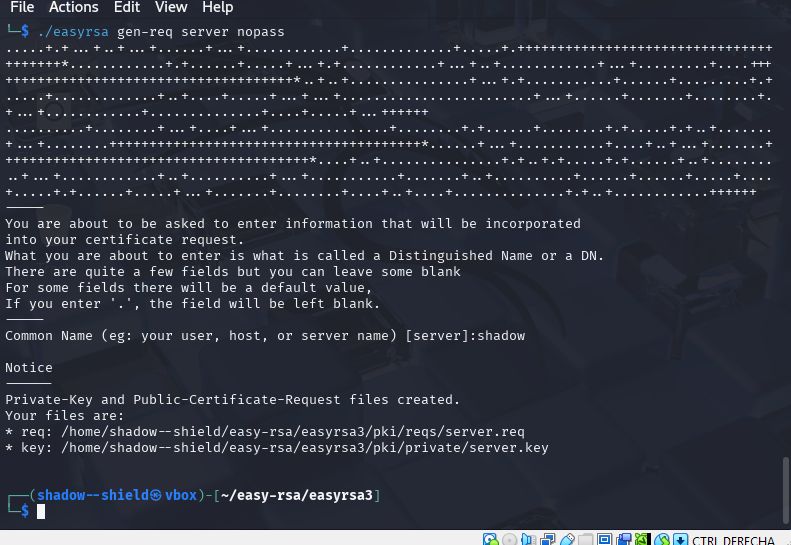 File Actions Edit View Help
└─$ ./easyrsa gen-req server nopass
-----
You are about to be asked to enter information that will be incorporated
into your certificate request.
What you are about to enter is what is called a Distinguished Name or a DN.
There are quite a few fields but you can leave some blank
For some fields there will be a default value,
If you enter '.', the field will be left blank.
-----
Common Name (eg: your user, host, or server name) [server]:shadow
Notice
------
Private-Key and Public-Certificate-Request files created.
Your files are:
* req: /home/shadow--shield/easy-rsa/easyrsa3/pki/reqs/server.req
* key: /home/shadow--shield/easy-rsa/easyrsa3/pki/private/server.key
┌──(shadow--shield㉿vbox)-[~/easy-rsa/easyrsa3]
└─$
CTRL DERECHA